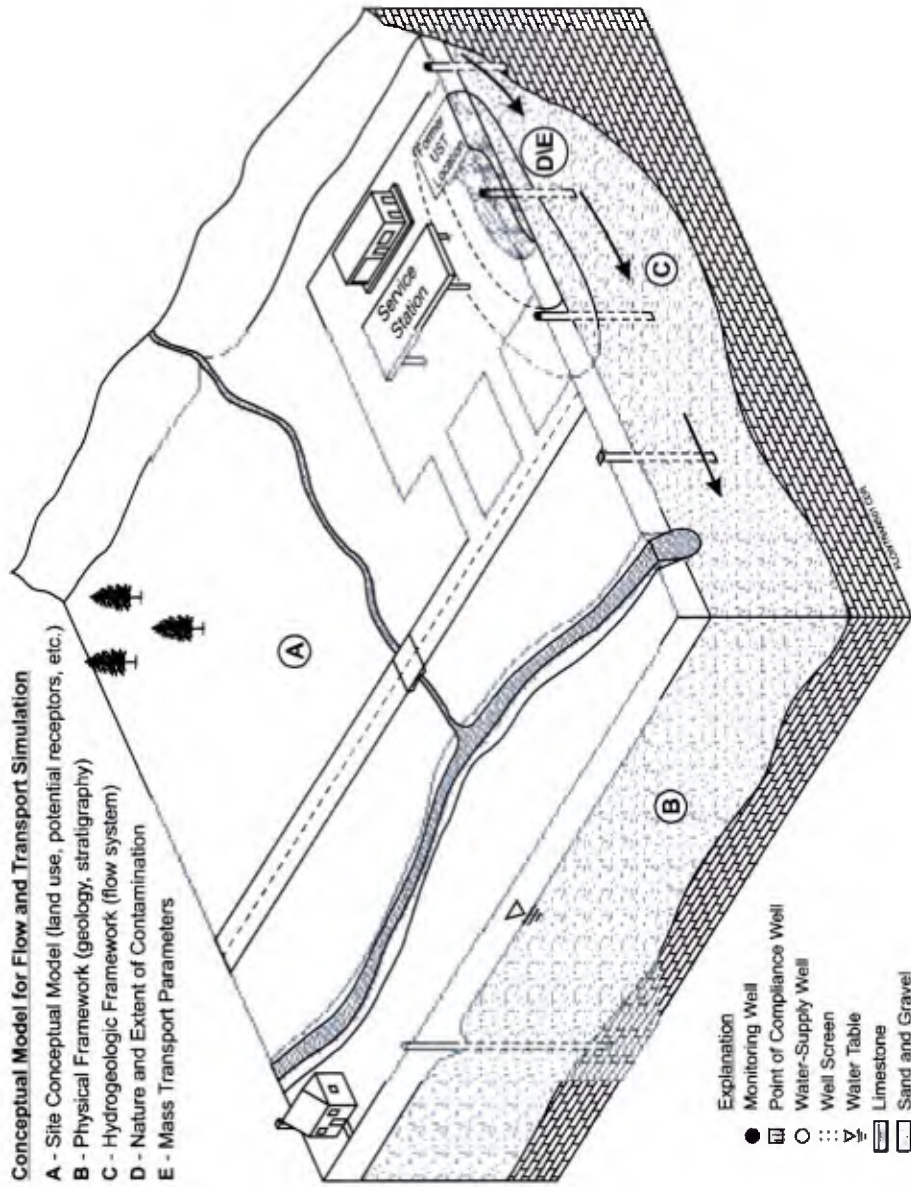 Conceptual Model for Flow and Transport Simulation
A - Site Conceptual Model (land use, potential receptors, etc.)
B - Physical Framework (geology, stratigraphy)
C - Hydrogeologic Framework (flow system)
D - Nature and Extent of Contamination
E - Mass Transport Parameters
A
Service
Station
Former
UST
Location
D\E
C
B
Explanation
Monitoring Well
Point of Compliance Well
Water-Supply Well
Well Screen
Water Table
Limestone
Sand and Gravel